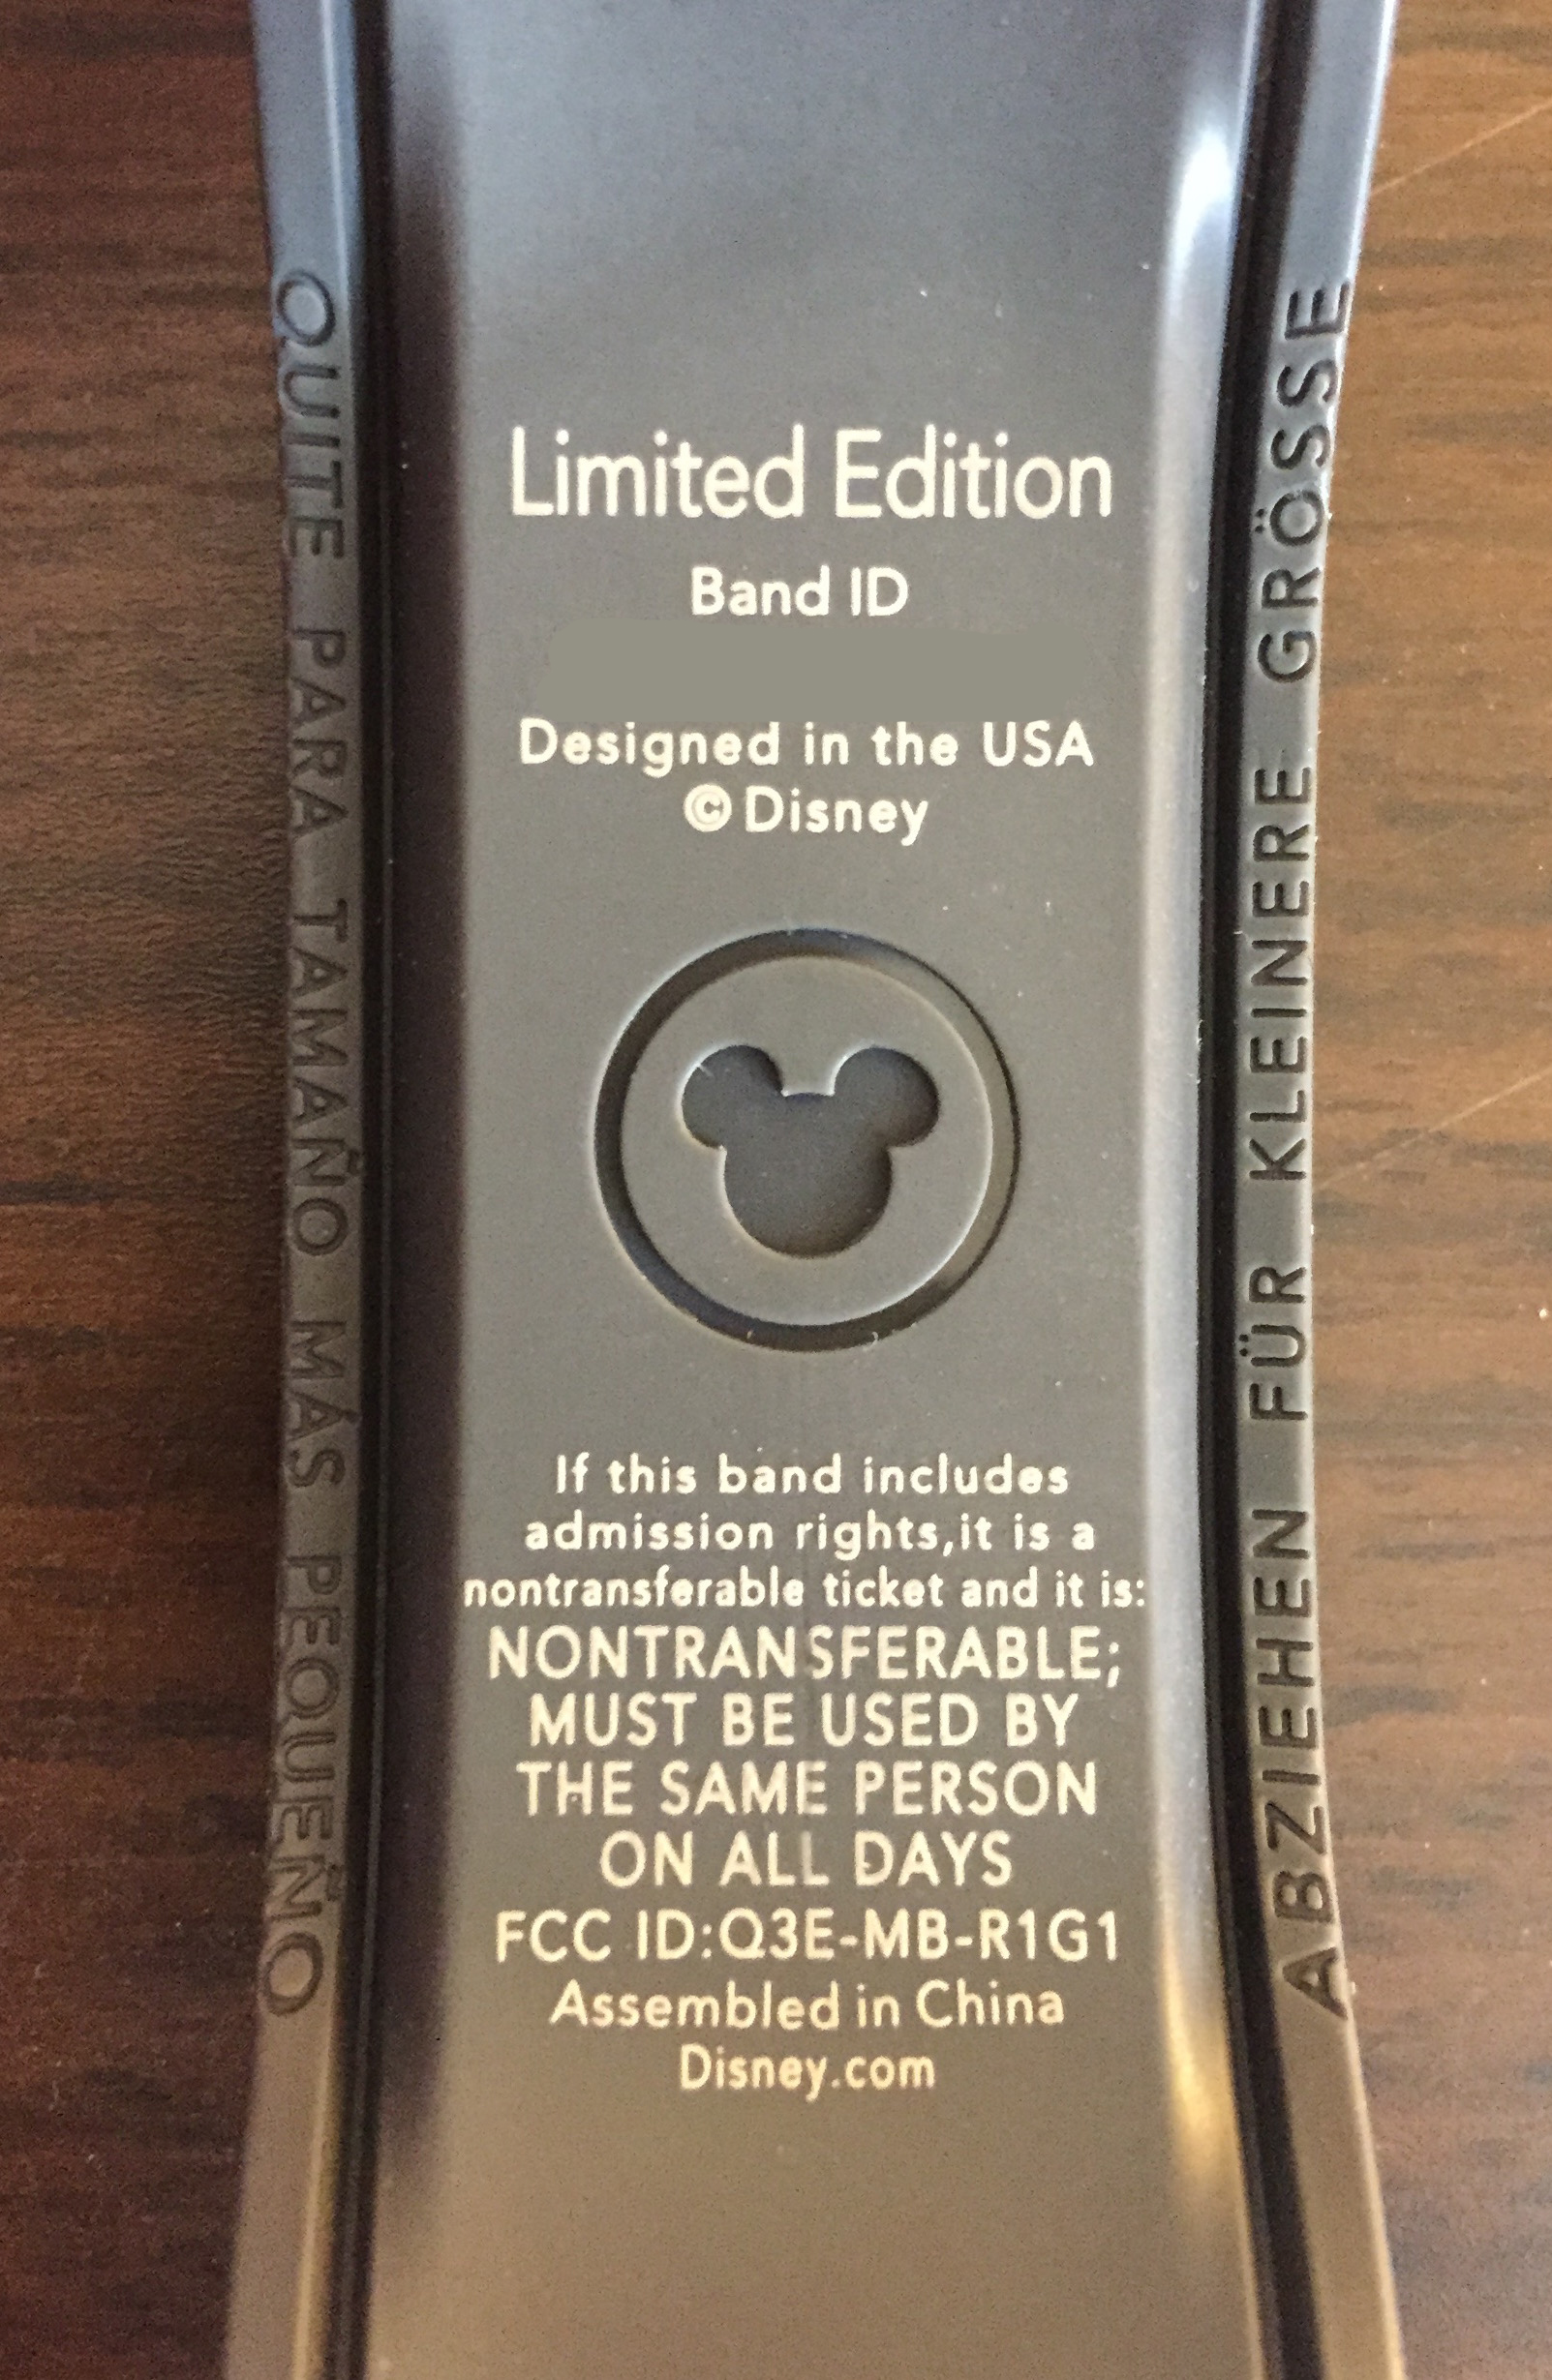 QUITE PARA TAMAÑO MÁS PEQUEÑO
Limited Edition
Band ID
Designed in the USA
©Disney
If this band includes
admission rights,it is a
nontransferable ticket and it is:
NONTRANSFERABLE;
MUST BE USED BY
THE SAME PERSON
ON ALL DAYS
FCC ID:Q3E-MB-R1G1
Assembled in China
Disney.com
ABZIEHEN FÜR KLEINERE GRÖSSE